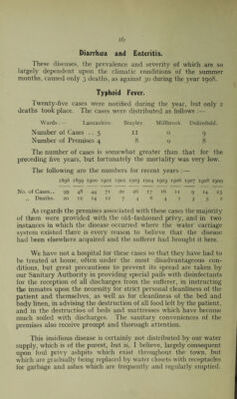 16
Diarrhœa and Enteritis.
These diseases, the prevalence and severity of which are so
largely dependent upon the climatic conditions of the summer
months, caused only 3 deaths, as against 30 during the year 1908.
Typhoid Fever.
Twenty-five cases were notified during the year, but only 2
deaths took place. The cases were distributed as follows :—
Wards.— Lancashire. Stayley. Millbrook. Dukinfield.
Number of Cases .. 5 11 0 9
Number of Premises 4 8 0 8
The number of cases is somewhat greater than that for the
preceding five years, but fortunately the mortality was very low.
The following are the numbers for recent years :—
1898 1899 1900 1901 1902 1903 1904 1905 1906 1907 1908 1909
No. of Cases.. 99 48 44 71 20 26 17 16 11 9 14 25
,, Deaths. 20 12 14 12 7 4 8 4 1 3 5 2
As regards the premises associated with these cases the majority
of them were provided with the old-fashioned privy, and in two
instances in which the disease occurred where the water carriage
system existed there is every reason to believe that the disease
had been elsewhere acquired and the sufferer had brought it here.
We have not a hospital for these cases so that they have had to
be treated at home, often under the most disadvantageous con-
ditions, but great precautions to prevent its spread are taken by
our Sanitary Authority in providing special pails with disinfectants
for the reception of all discharges from the sufferer, in instructing
the inmates upon the necessity for strict personal cleanliness of the
patient and themselves, as well as for cleanliness of the bed and
body linen, in advising the destruction of all food left by the patient,
and in the destruction of beds and mattresses which have become
much soiled with discharges. The sanitary conveniences of the
premises also receive prompt and thorough attention.
This insidious disease is certainly not distributed by our water
supply, which is of the purest, but is, I believe, largely consequent
upon foul privy ashpits which exist throughout the town, but
which are gradually being replaced by water closets with receptacles
for garbage and ashes which are frequently and regularly emptied.